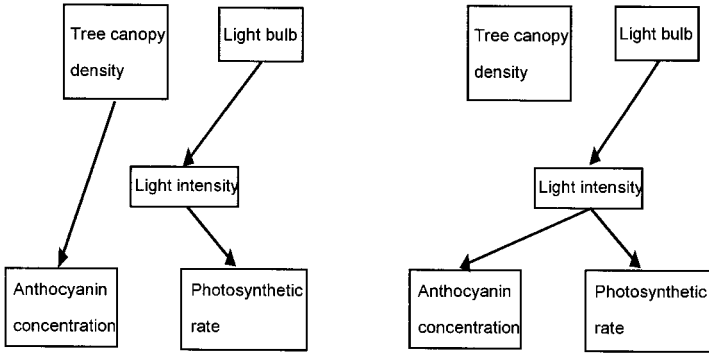 Tree canopy
density
Light bulb
Light intensity
Anthocyanin
concentration
Photosynthetic
rate
Tree canopy
density
Light bulb
Light intensity
Anthocyanin
concentration
Photosynthetic
rate